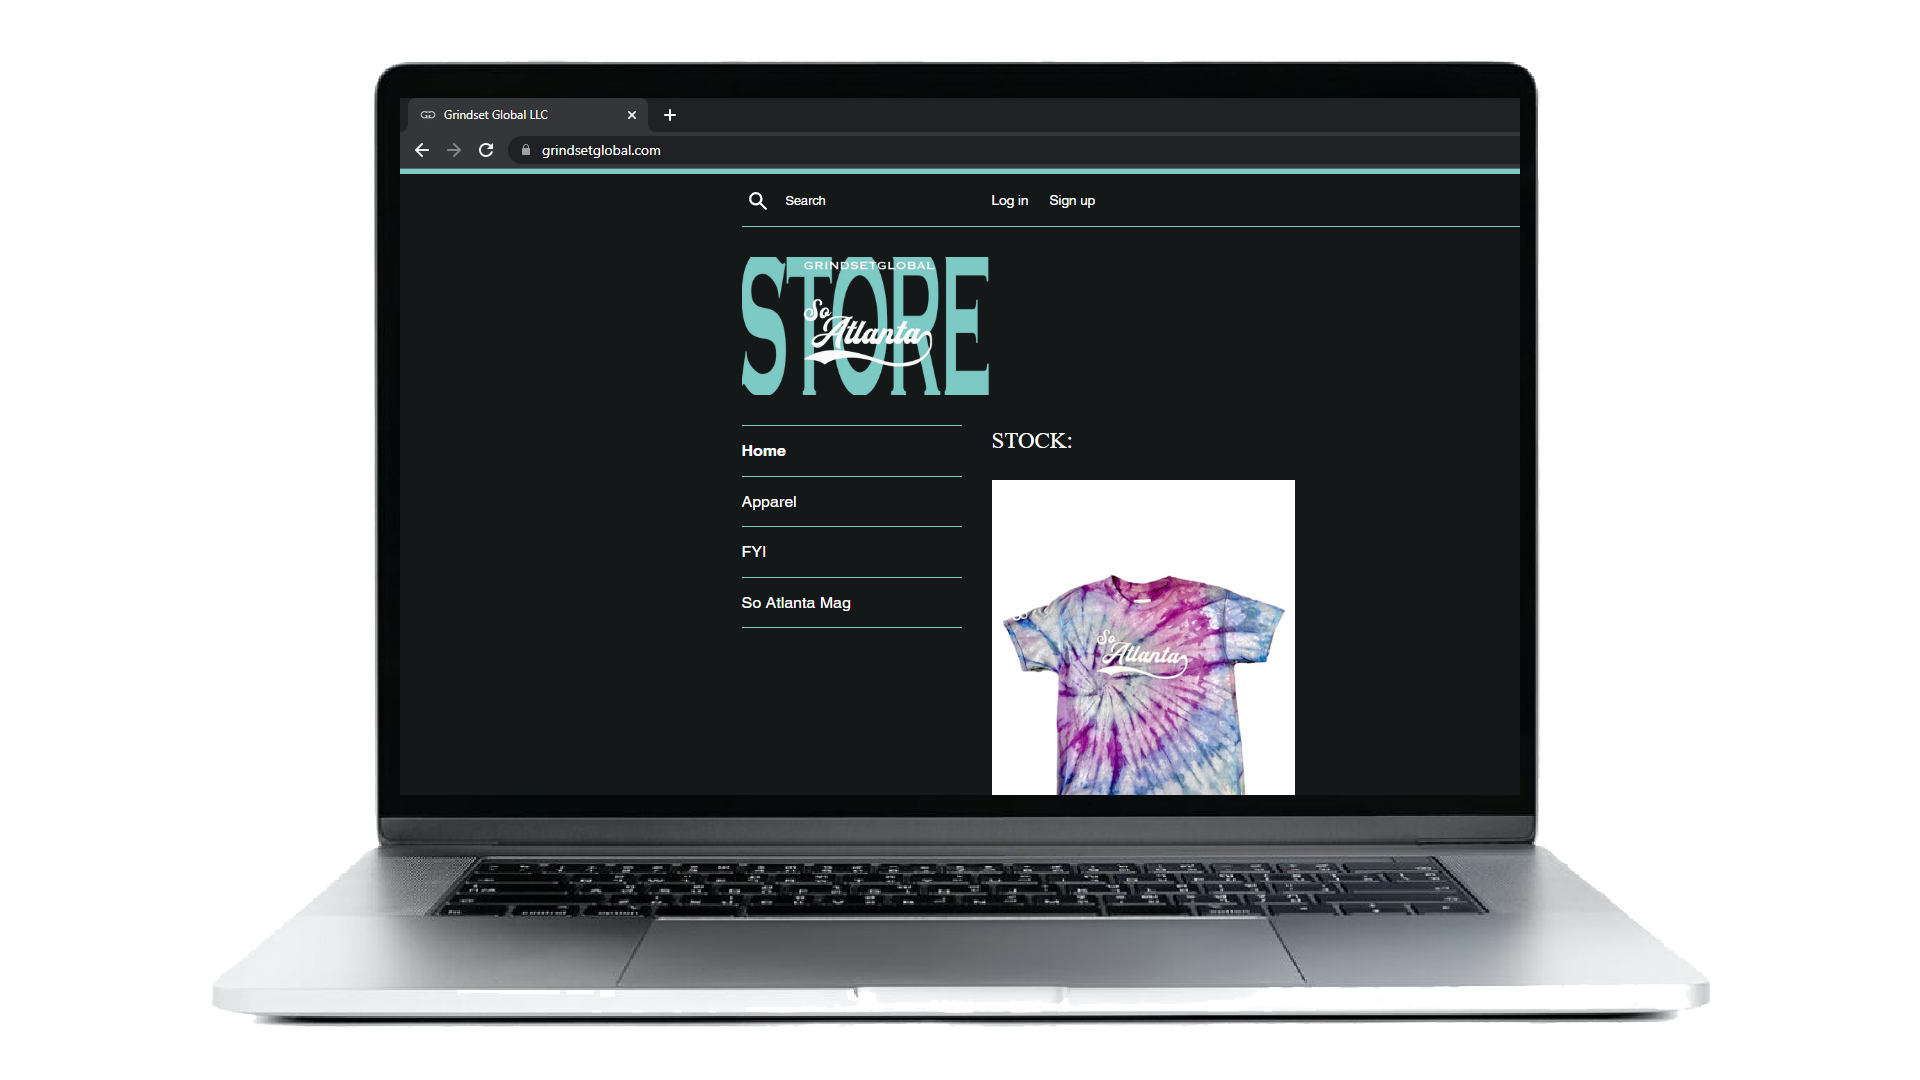 Grindset Global LLC
grindsetglobal.com
Search
Log in
Sign up
GRINDSETGLOBAL
STORE
So
Atlanta
Home
Apparel
FYI
So Atlanta Mag
STOCK:
So
Atlanta